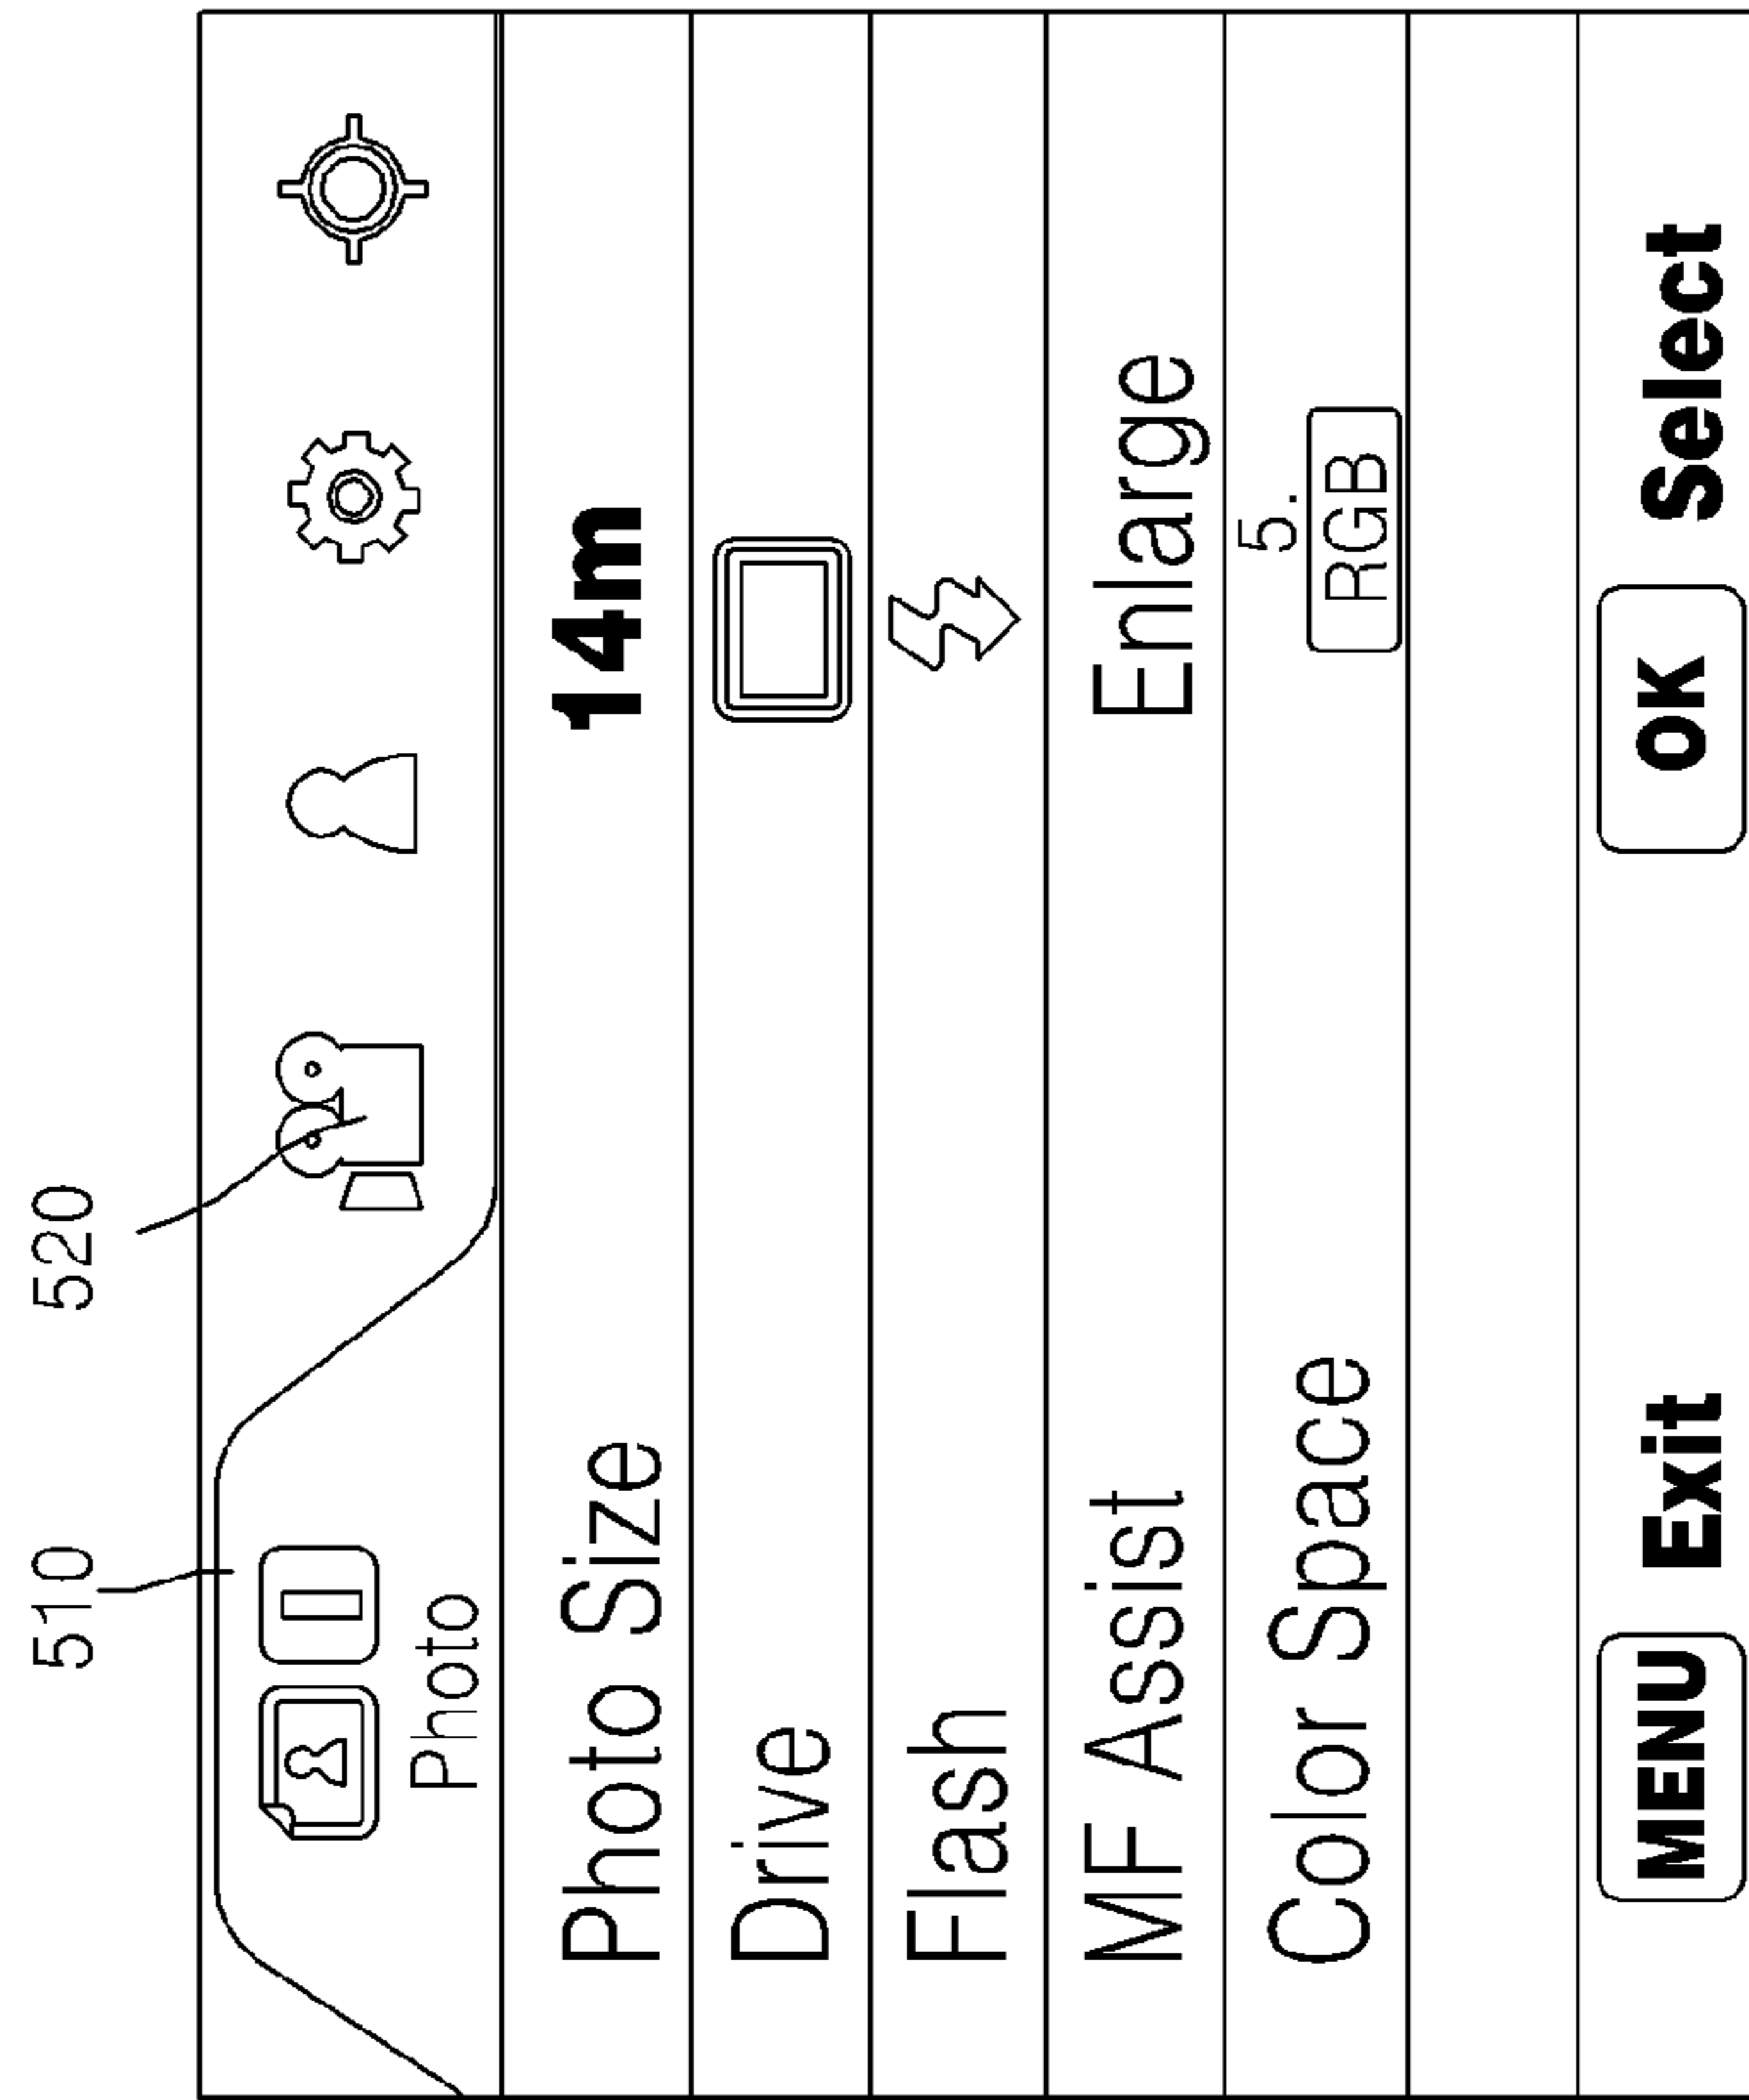 510 520
Photo
Photo Size 14m
Drive
Flash
MF Assist Enlarge
Color Space 5. RGB
MENU Exit OK Select